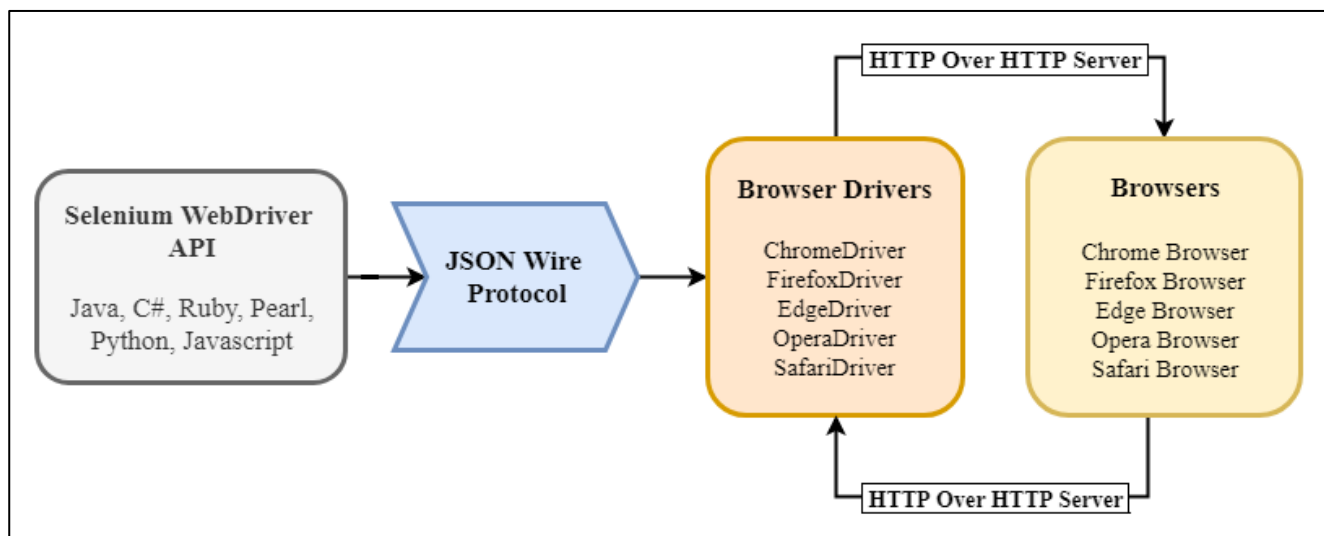 HTTP Over HTTP Server
Selenium WebDriver
API
Java, C#, Ruby, Pearl,
Python, Javascript
JSON Wire
Protocol
Browser Drivers
ChromeDriver
FirefoxDriver
EdgeDriver
OperaDriver
SafariDriver
Browsers
Chrome Browser
Firefox Browser
Edge Browser
Opera Browser
Safari Browser
HTTP Over HTTP Server